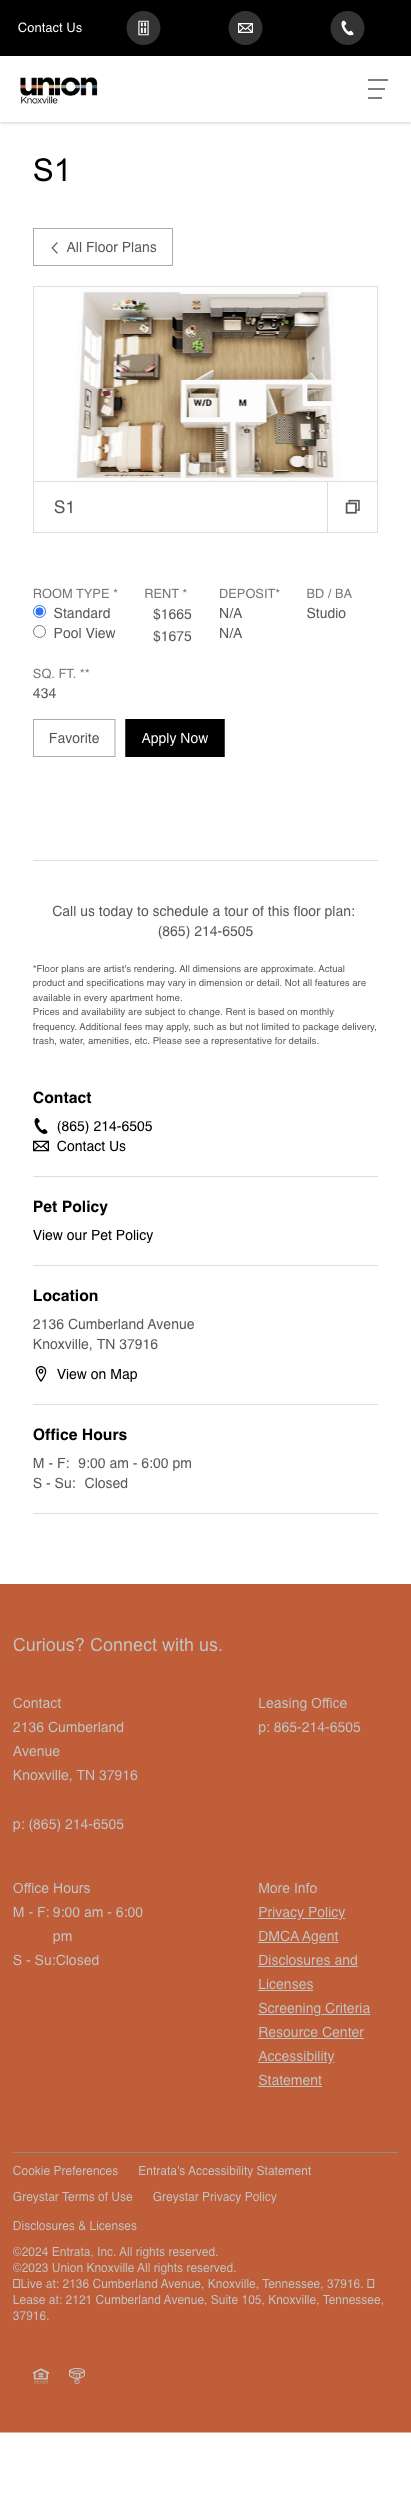 Contact Us
union
Knoxville
S1
All Floor Plans
W/D
M
S1
ROOM TYPE * RENT * DEPOSIT* BD / BA
Standard $1665 N/A Studio
Pool View $1675 N/A
SQ. FT. **
434
Favorite Apply Now
Call us today to schedule a tour of this floor plan:
(865) 214-6505
*Floor plans are artist's rendering. All dimensions are approximate. Actual
product and specifications may vary in dimension or detail. Not all features are
available in every apartment home.
Prices and availability are subject to change. Rent is based on monthly
frequency. Additional fees may apply, such as but not limited to package delivery,
trash, water, amenities, etc. Please see a representative for details.
Contact
(865) 214-6505
Contact Us
Pet Policy
View our Pet Policy
Location
2136 Cumberland Avenue
Knoxville, TN 37916
View on Map
Office Hours
M - F: 9:00 am - 6:00 pm
S - Su: Closed
Curious? Connect with us.
Contact
2136 Cumberland
Avenue
Knoxville, TN 37916
p: (865) 214-6505
Leasing Office
p: 865-214-6505
Office Hours
M - F: 9:00 am - 6:00
pm
S - Su:Closed
More Info
Privacy Policy
DMCA Agent
Disclosures and
Licenses
Screening Criteria
Resource Center
Accessibility
Statement
Cookie Preferences Entrata's Accessibility Statement
Greystar Terms of Use Greystar Privacy Policy
Disclosures & Licenses
©2024 Entrata, Inc. All rights reserved.
©2023 Union Knoxville All rights reserved.
Live at: 2136 Cumberland Avenue, Knoxville, Tennessee, 37916.
Lease at: 2121 Cumberland Avenue, Suite 105, Knoxville, Tennessee,
37916.